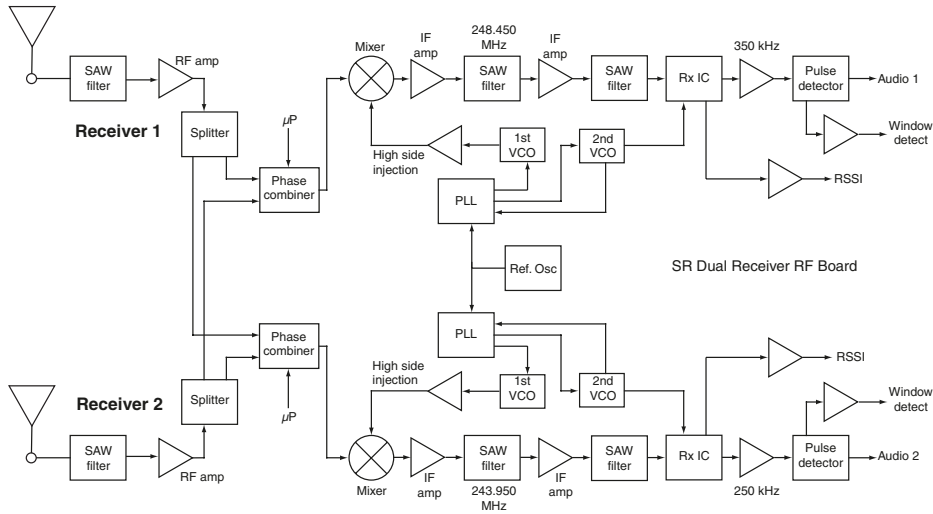 SAW
filter
RF amp
Receiver 1
Splitter
µP
Phase
combiner
Mixer
IF
amp
248.450
MHz
SAW
filter
IF
amp
SAW
filter
Rx IC
350 kHz
Pulse
detector
Audio 1
Window
detect
RSSI
High side
injection
1st
VCO
2nd
VCO
PLL
Ref. Osc
SR Dual Receiver RF Board
PLL
High side
injection
1st
VCO
2nd
VCO
Phase
combiner
µP
Receiver 2
Splitter
SAW
filter
RF amp
Mixer
IF
amp
SAW
filter
243.950
MHz
IF
amp
SAW
filter
Rx IC
250 kHz
Pulse
detector
RSSI
Window
detect
Audio 2